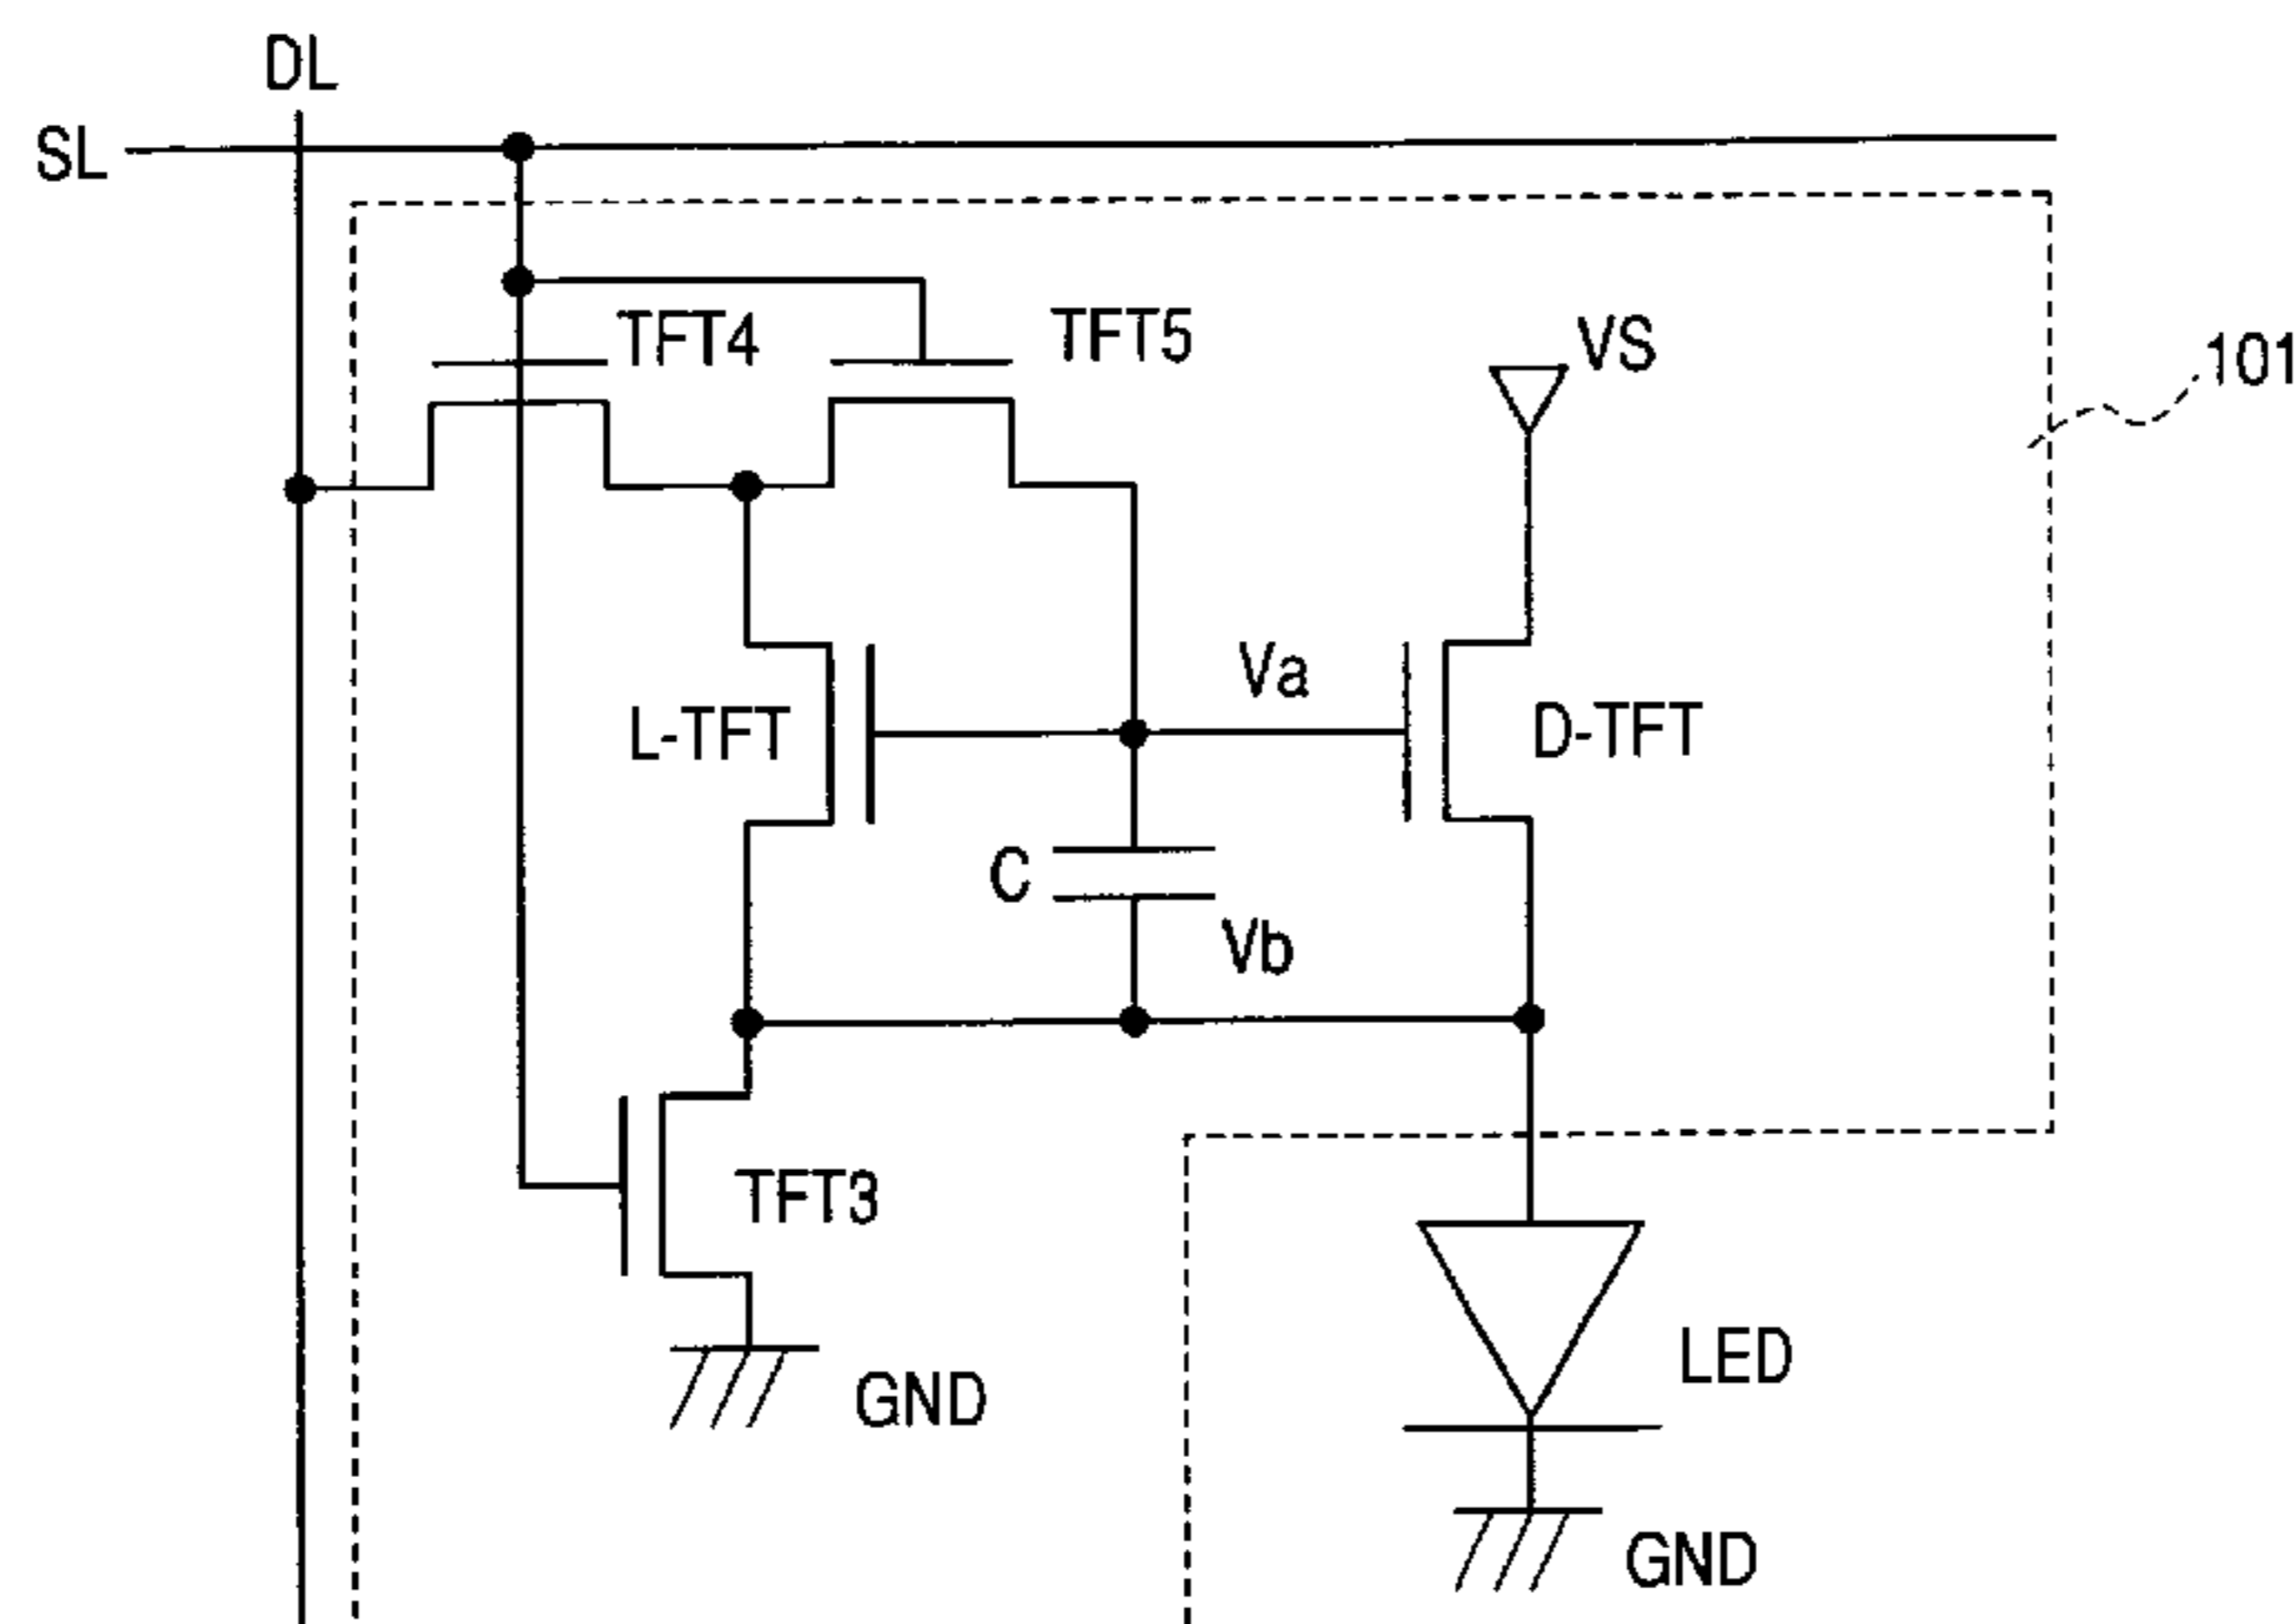 DL
SL
TFT4
TFT5
VS
101
Va
L-TFT
D-TFT
C
Vb
TFT3
LED
GND
GND